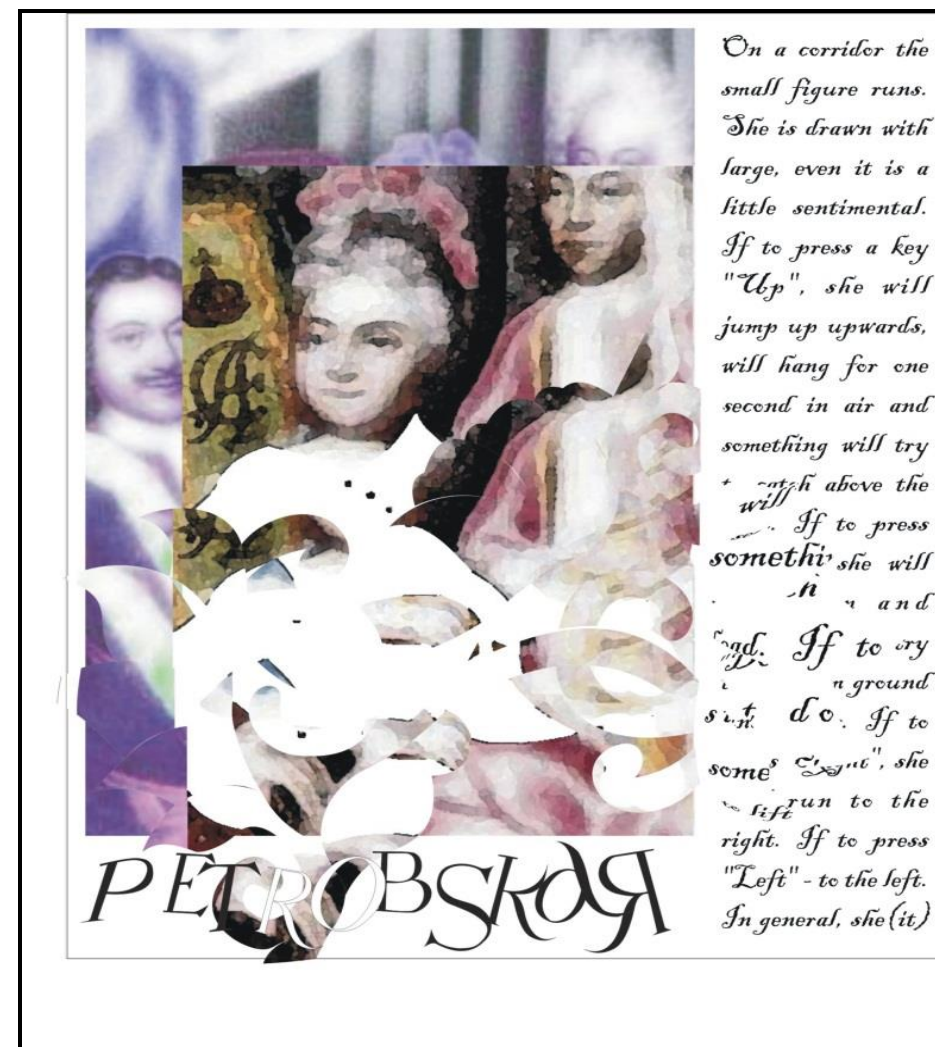 On a corridor the
small figure runs.
She is drawn with
large, even it is a
little sentimental.
If to press a key
"Up", she will
jump up upwards,
will hang for one
second in air and
something will try
above the
will
If to press
she will
and
If to
ground
do. If to
some she
run to the
right. If to press
"Left" - to the left.
In general, she (it)
PETROBSKAЯ